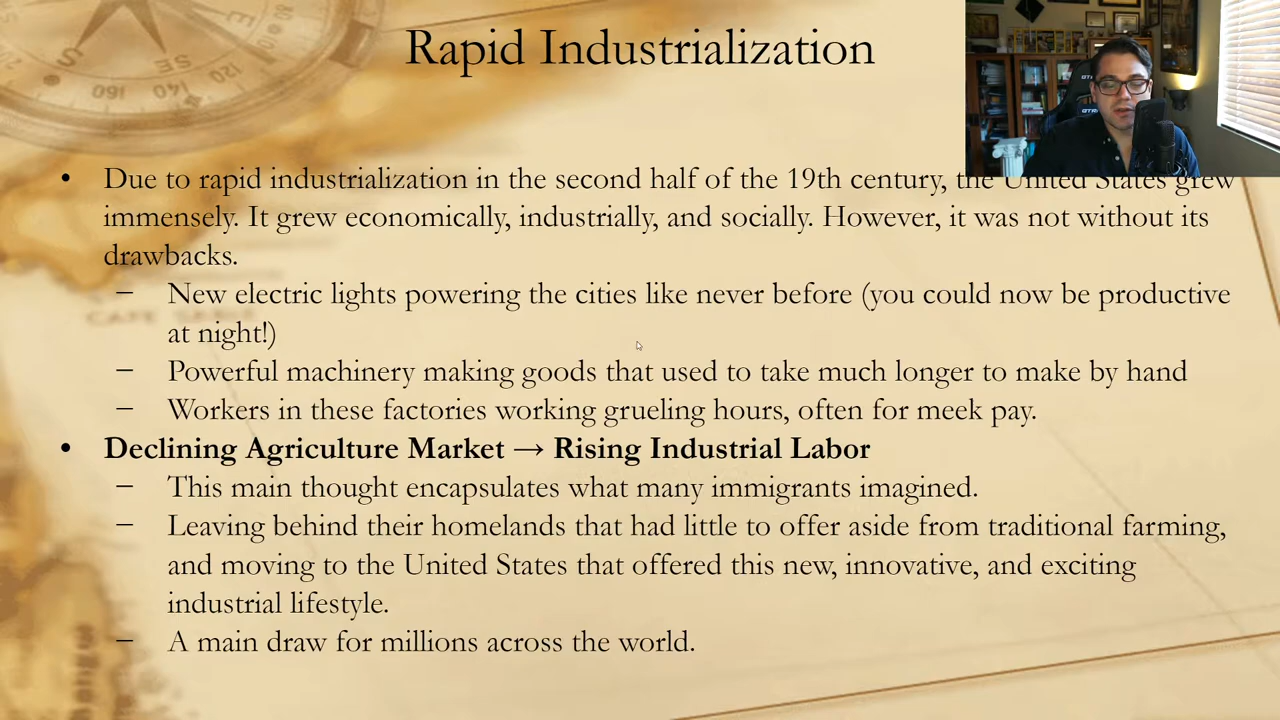 Rapid Industrialization
• Due to rapid industrialization in the second half of the 19th century, the United States grew
immensely. It grew economically, industrially, and socially. However, it was not without its
drawbacks.
– New electric lights powering the cities like never before (you could now be productive
at night!)
– Powerful machinery making goods that used to take much longer to make by hand
– Workers in these factories working grueling hours, often for meek pay.
• Declining Agriculture Market → Rising Industrial Labor
– This main thought encapsulates what many immigrants imagined.
– Leaving behind their homelands that had little to offer aside from traditional farming,
and moving to the United States that offered this new, innovative, and exciting
industrial lifestyle.
– A main draw for millions across the world.
S
SE
160
140
120
80